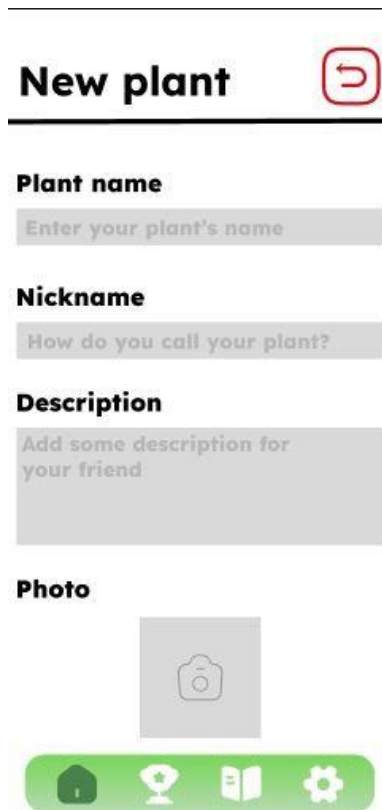 New plant
Plant name
Enter your plant's name
Nickname
How do you call your plant?
Description
Add some description for
your friend
Photo